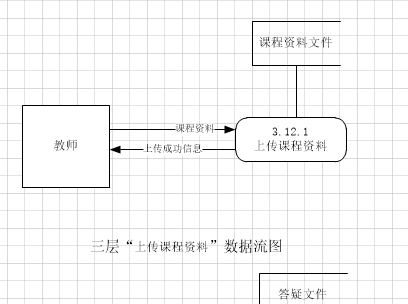 课程资料文件
教师
课程资料
上传成功信息
3.12.1
上传课程资料
三层“上传课程资料”数据流图
答疑文件